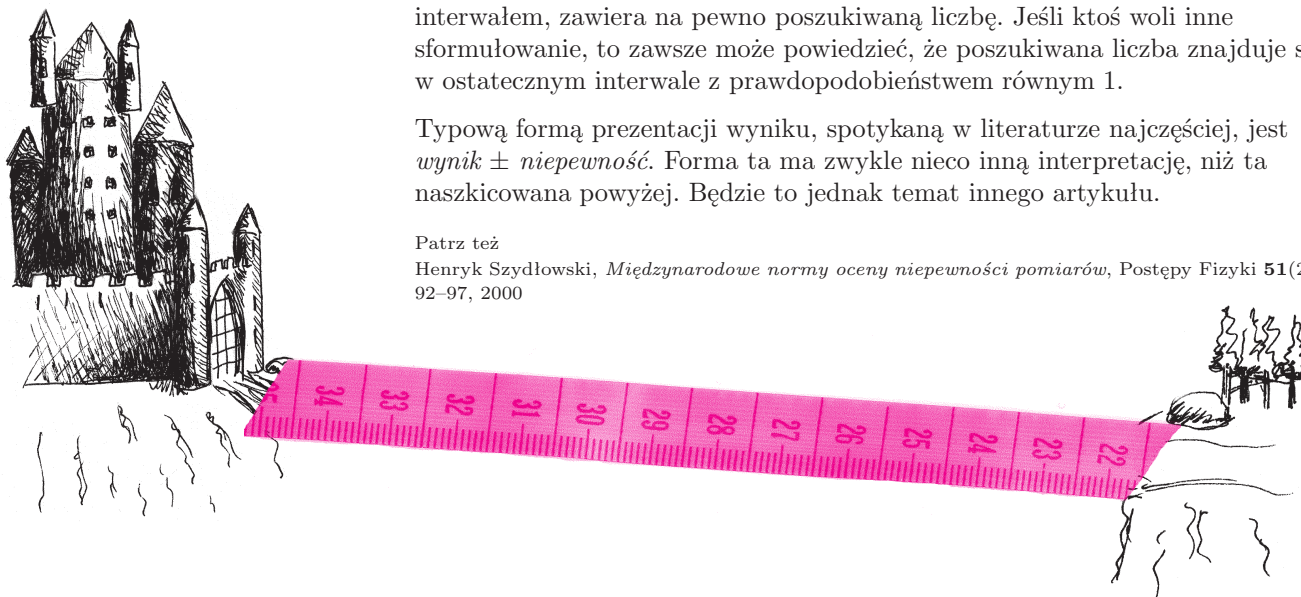 interwałem, zawiera na pewno poszukiwaną liczbę. Jeśli ktoś woli inne
sformułowanie, to zawsze może powiedzieć, że poszukiwana liczba znajduje
w ostatecznym interwale z prawdopodobieństwem równym 1.
Typową formą prezentacji wyniku, spotykaną w literaturze najczęściej, jest
wynik ± niepewność. Forma ta ma zwykle nieco inną interpretację, niż ta
naszkicowana powyżej. Będzie to jednak temat innego artykułu.
Patrz też
Henryk Szydłowski, Międzynarodowe normy oceny niepewności pomiarów, Postępy Fizyki 51(2
92–97, 2000
34 33 32 31 30 29 28 27 26 25 24 23 22